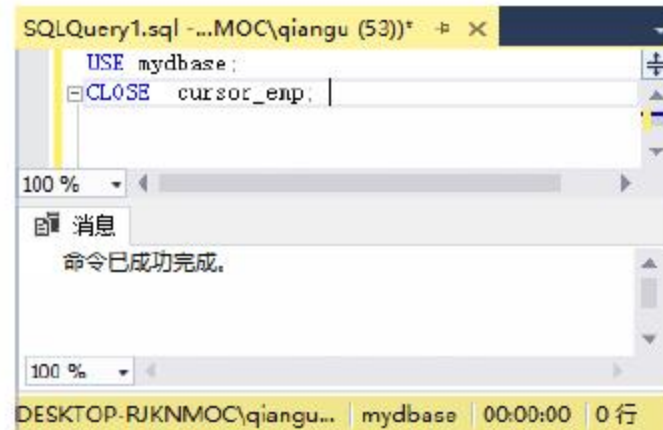 SQLQuery1.sql -...MOC\qiangu (53))*
USE mydbase;
CLOSE cursor_emp;
100 %
消息
命令已成功完成。
100 %
DESKTOP-RJKNMOC\qiangu... mydbase 00:00:00 0 行